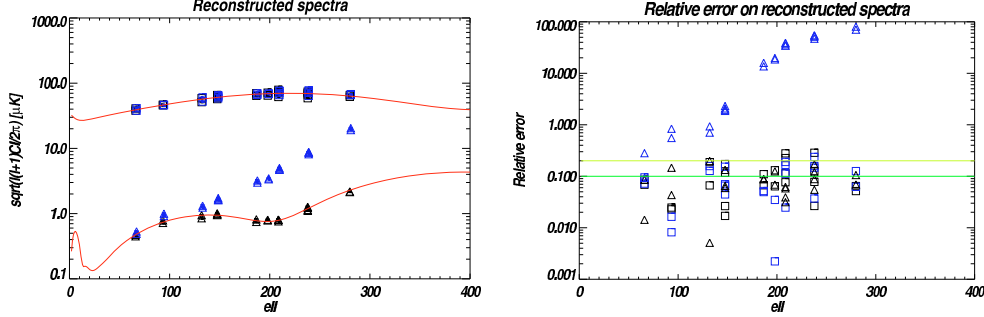 Reconstructed spectra
1000.0
100.0
10.0
1.0
0.1
sqrt(l(l+1)Cl/2π) [μK]
0 100 200 300 400
ell
Relative error on reconstructed spectra
100.000
10.000
1.000
0.100
0.010
0.001
Relative error
0 100 200 300 400
ell